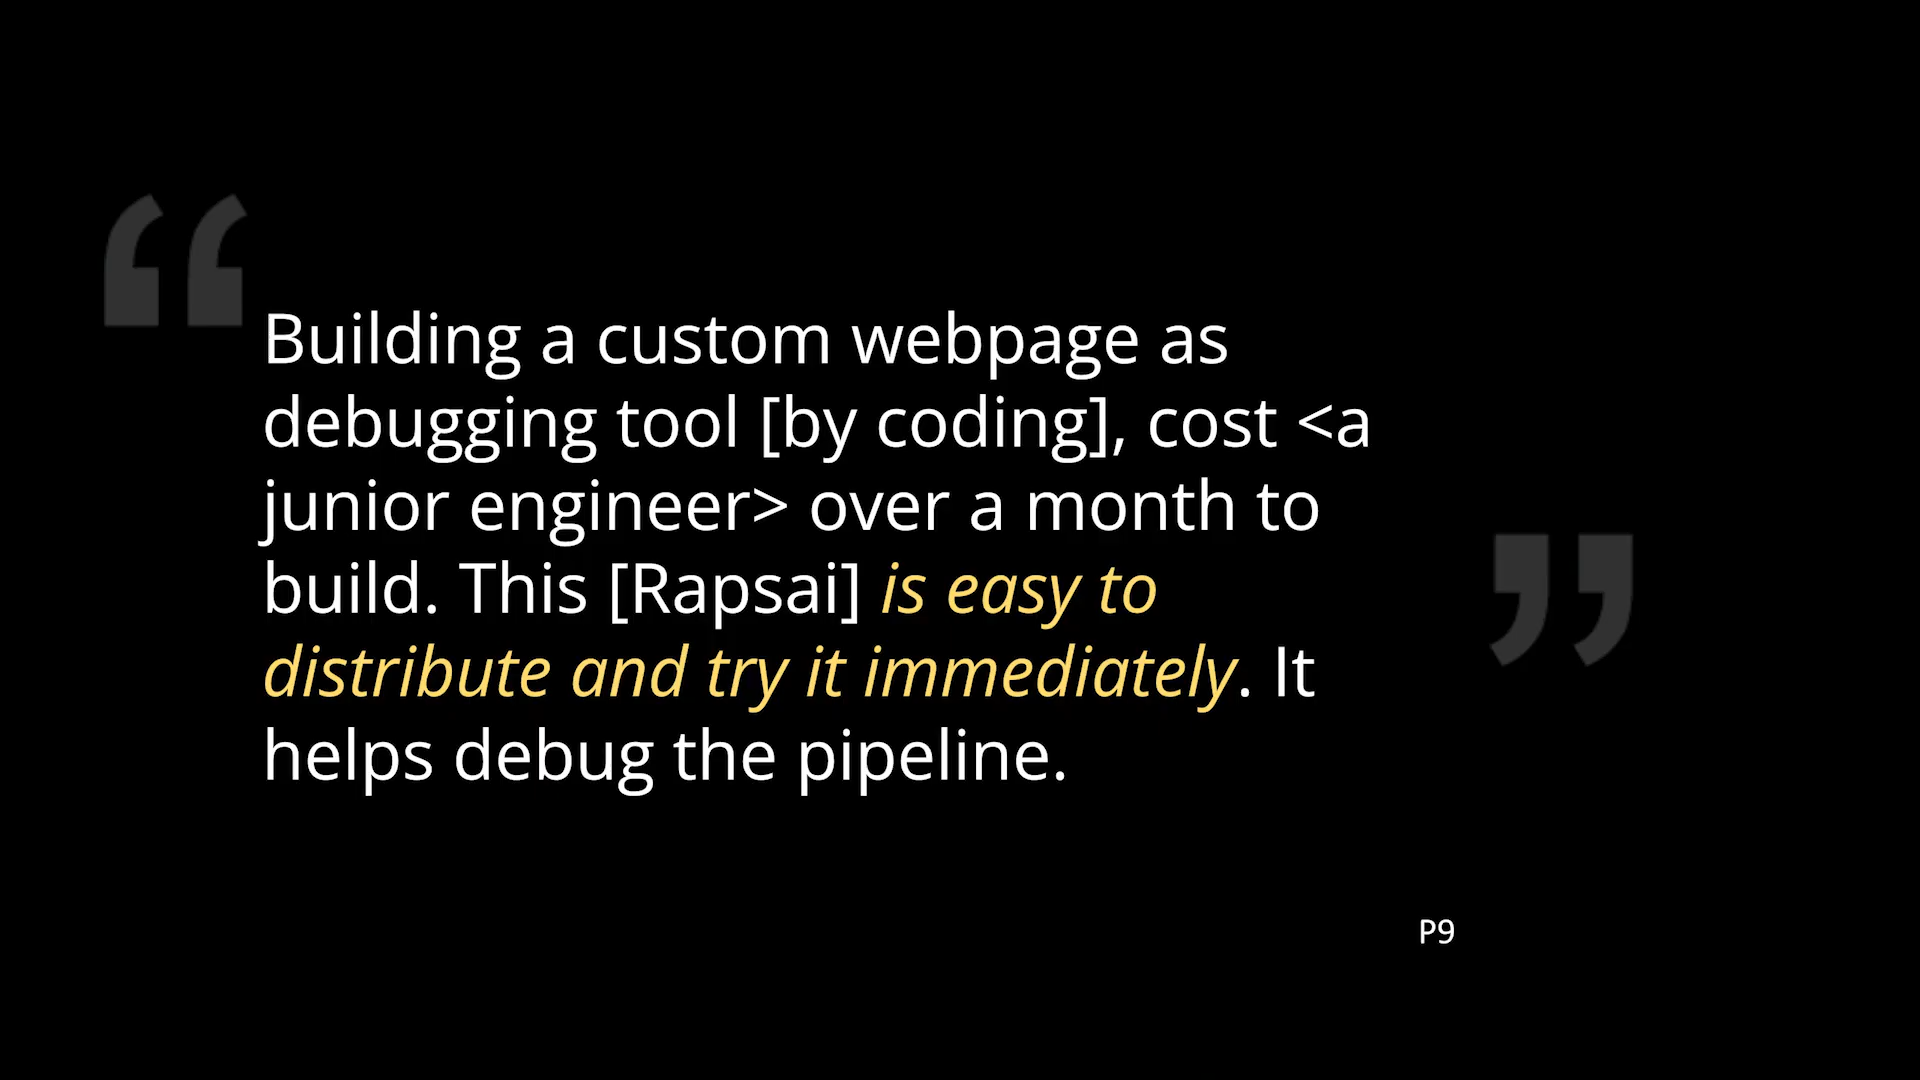 “
Building a custom webpage as
debugging tool [by coding], cost <a
junior engineer> over a month to
build. This [Rapsai] is easy to
distribute and try it immediately. It
helps debug the pipeline.
”
P9